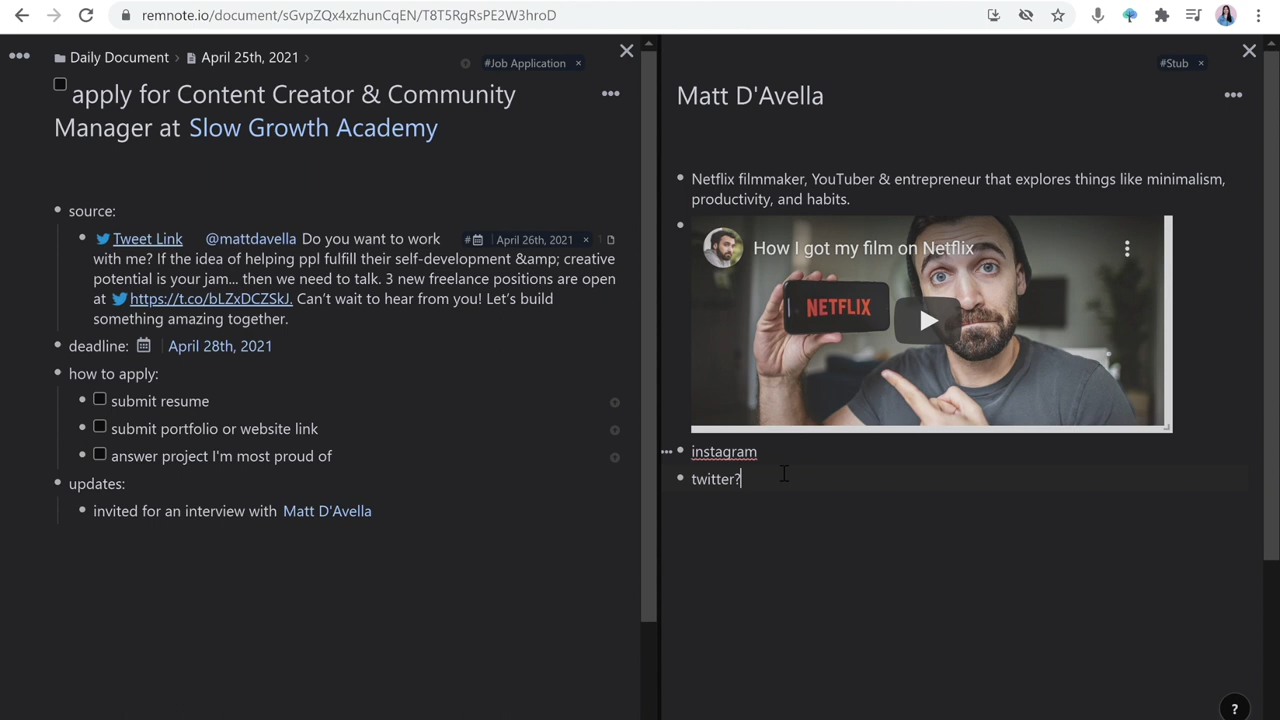 remnote.io/document/sGvpZQx4xzhunCqEN/T8T5RgRsPE2W3hroD
Daily Document > April 25th, 2021 >
#Job Application ×
apply for Content Creator & Community
Manager at Slow Growth Academy
source:
Tweet Link @mattdavella Do you want to work # April 26th, 2021 × 1
with me? If the idea of helping ppl fulfill their self-development &amp; creative
potential is your jam... then we need to talk. 3 new freelance positions are open
at https://t.co/bLZxDCZSkJ. Can't wait to hear from you! Let's build
something amazing together.
deadline: April 28th, 2021
how to apply:
submit resume
submit portfolio or website link
answer project I'm most proud of
updates:
invited for an interview with Matt D'Avella
#Stub ×
Matt D'Avella
Netflix filmmaker, YouTuber & entrepreneur that explores things like minimalism,
productivity, and habits.
How I got my film on Netflix
NETFLIX
instagram
twitter?
?